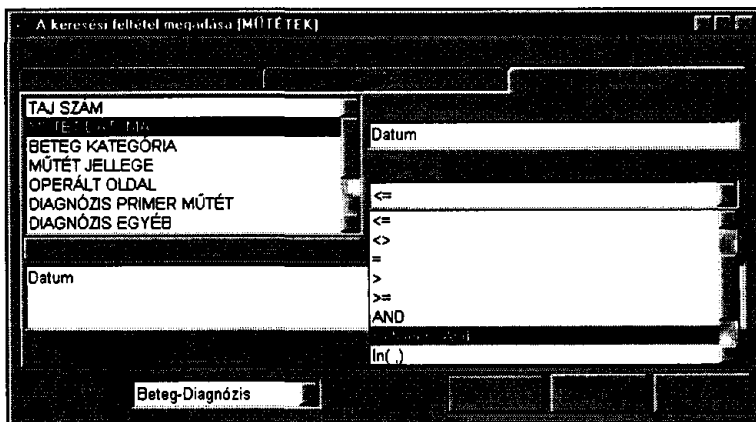 A keresési feltétel megadása [MŰTÉTEK]
TAJ SZÁM
BETEG KATEGÓRIA
MŰTÉT JELLEGE
OPERÁLT OLDAL
DIAGNÓZIS PRIMER MŰTÉT
DIAGNÓZIS EGYÉB
Datum
<=
<=
<>
=
>
>=
AND
In( ,)
Datum
Beteg-Diagnózis